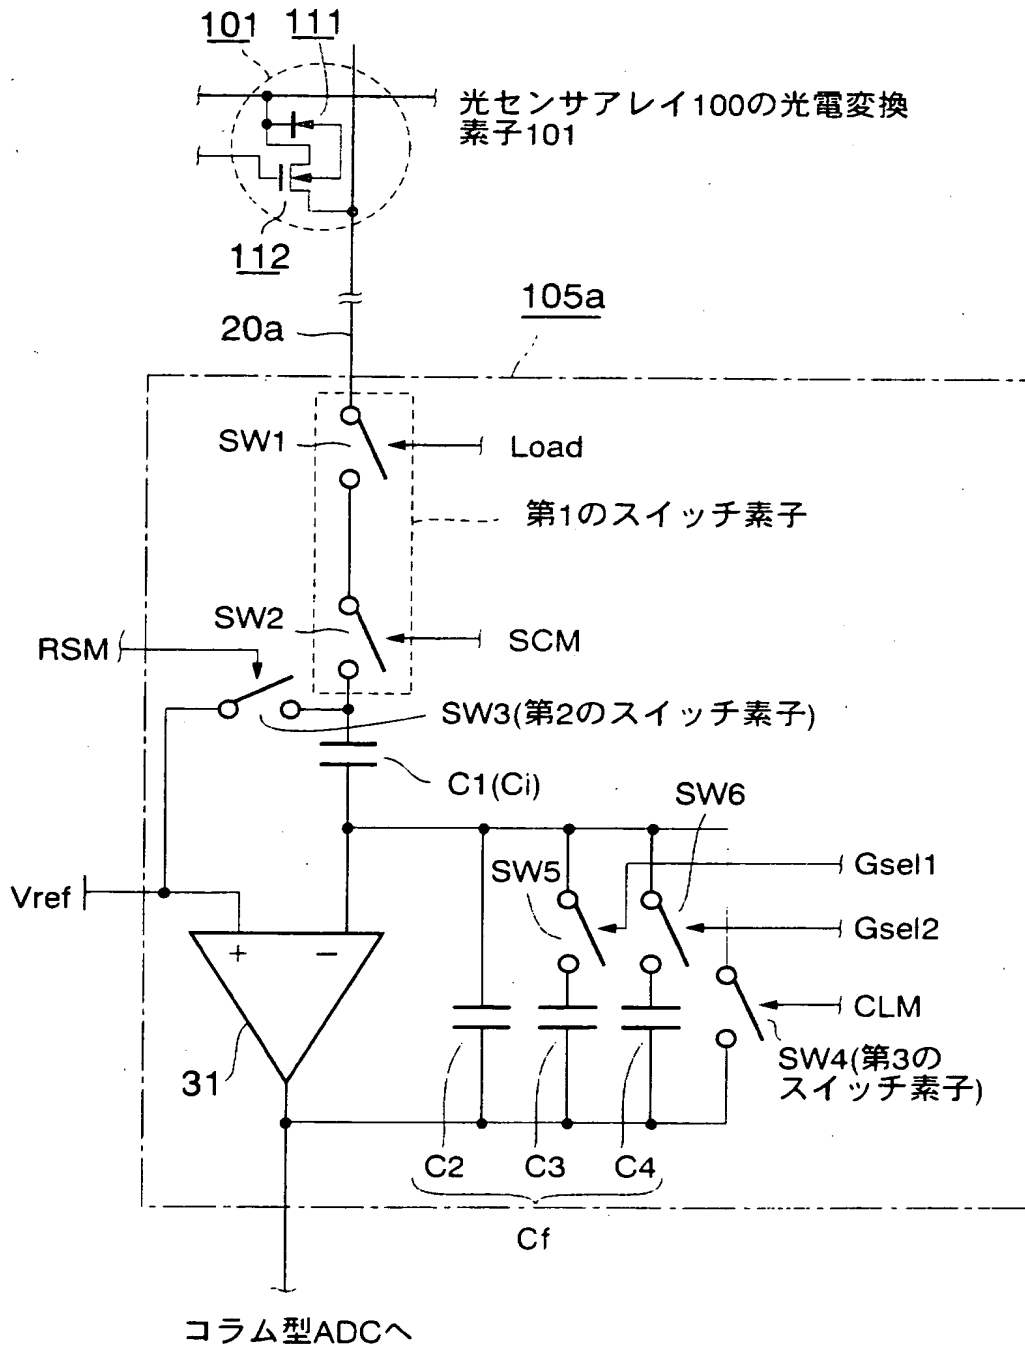 101
111
光センサアレイ100の光電変換
素子101
112
105a
20a
SW1
Load
第1のスイッチ素子
SW2
SCM
RSM
SW3(第2のスイッチ素子)
C1(Ci)
SW6
SW5
Gsel1
Vref
Gsel2
+
−
CLM
31
SW4(第3の
スイッチ素子)
C2
C3
C4
Cf
コラム型ADCへ